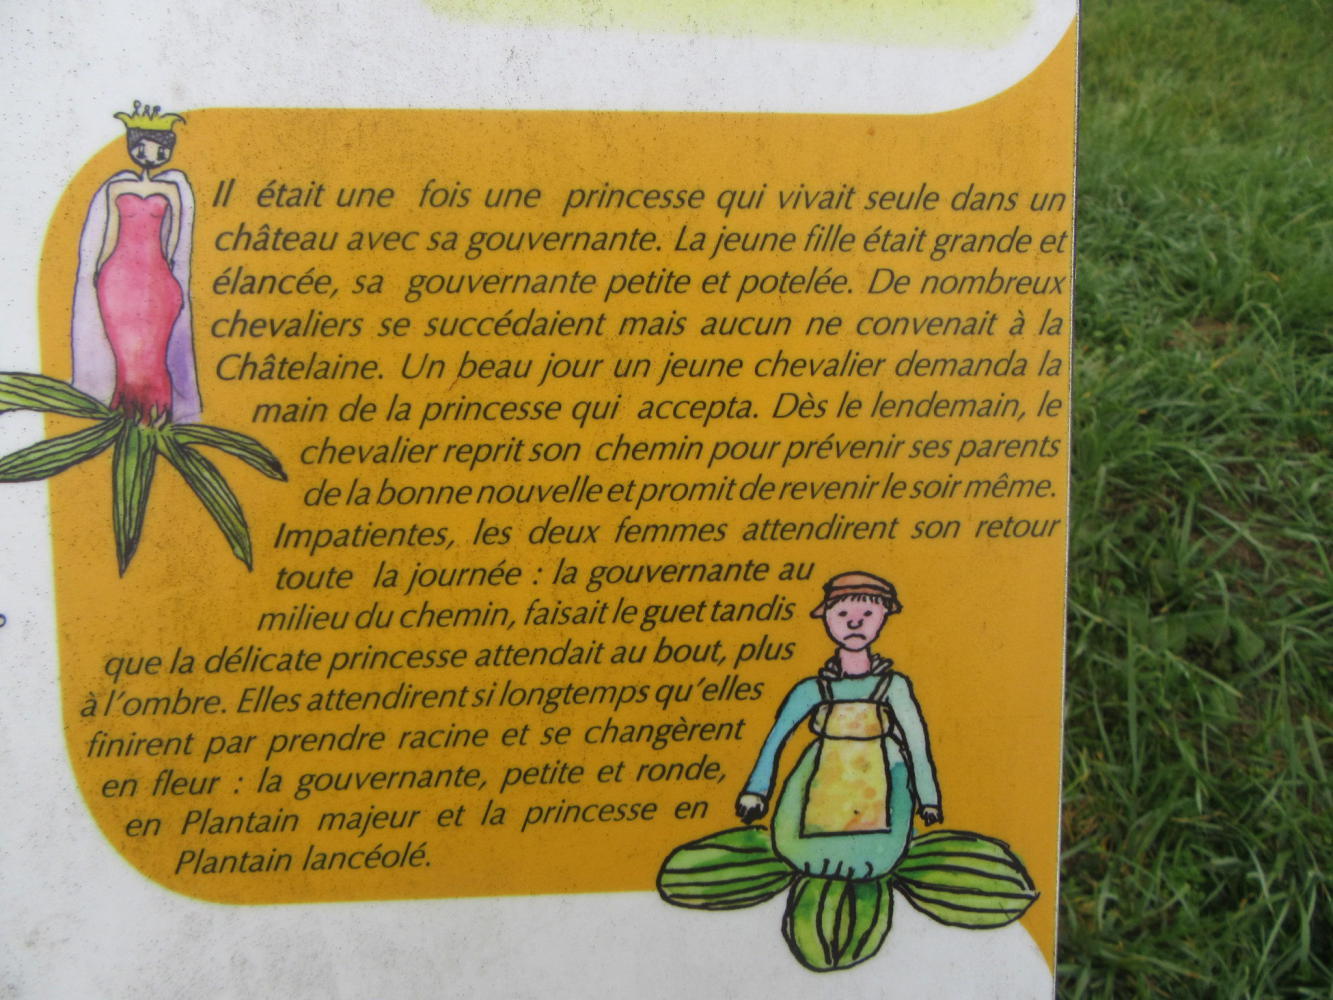 Il était une fois une princesse qui vivait seule dans un
château avec sa gouvernante. La jeune fille était grande et
élancée, sa gouvernante petite et potelée. De nombreux
chevaliers se succédaient mais aucun ne convenait à la
Châtelaine. Un beau jour un jeune chevalier demanda la
main de la princesse qui accepta. Dès le lendemain, le
chevalier reprit son chemin pour prévenir ses parents
de la bonne nouvelle et promit de revenir le soir même.
Impatientes, les deux femmes attendirent son retour
toute la journée : la gouvernante au
milieu du chemin, faisait le guet tandis
que la délicate princesse attendait au bout, plus
à l'ombre. Elles attendirent si longtemps qu'elles
finirent par prendre racine et se changèrent
en fleur : la gouvernante, petite et ronde,
en Plantain majeur et la princesse en
Plantain lancéolé.